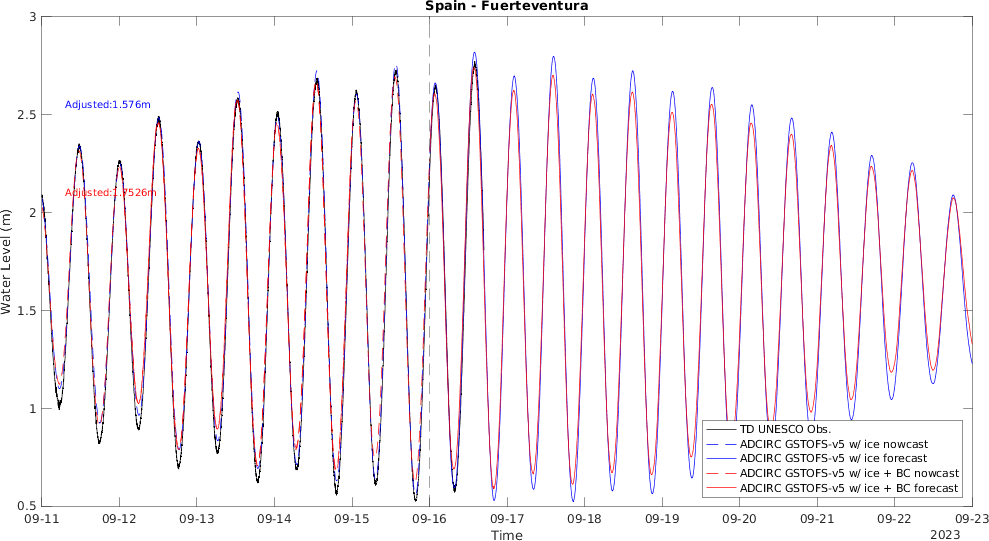 Spain - Fuerteventura
3
2.5
2
1.5
1
0.5
Water Level (m)
Adjusted:1.576m
Adjusted:1.7526m
TD UNESCO Obs.
ADCIRC GSTOFS-v5 w/ ice nowcast
ADCIRC GSTOFS-v5 w/ ice forecast
ADCIRC GSTOFS-v5 w/ ice + BC nowcast
ADCIRC GSTOFS-v5 w/ ice + BC forecast
09-11 09-12 09-13 09-14 09-15 09-16 09-17 09-18 09-19 09-20 09-21 09-22 09-23
Time
2023